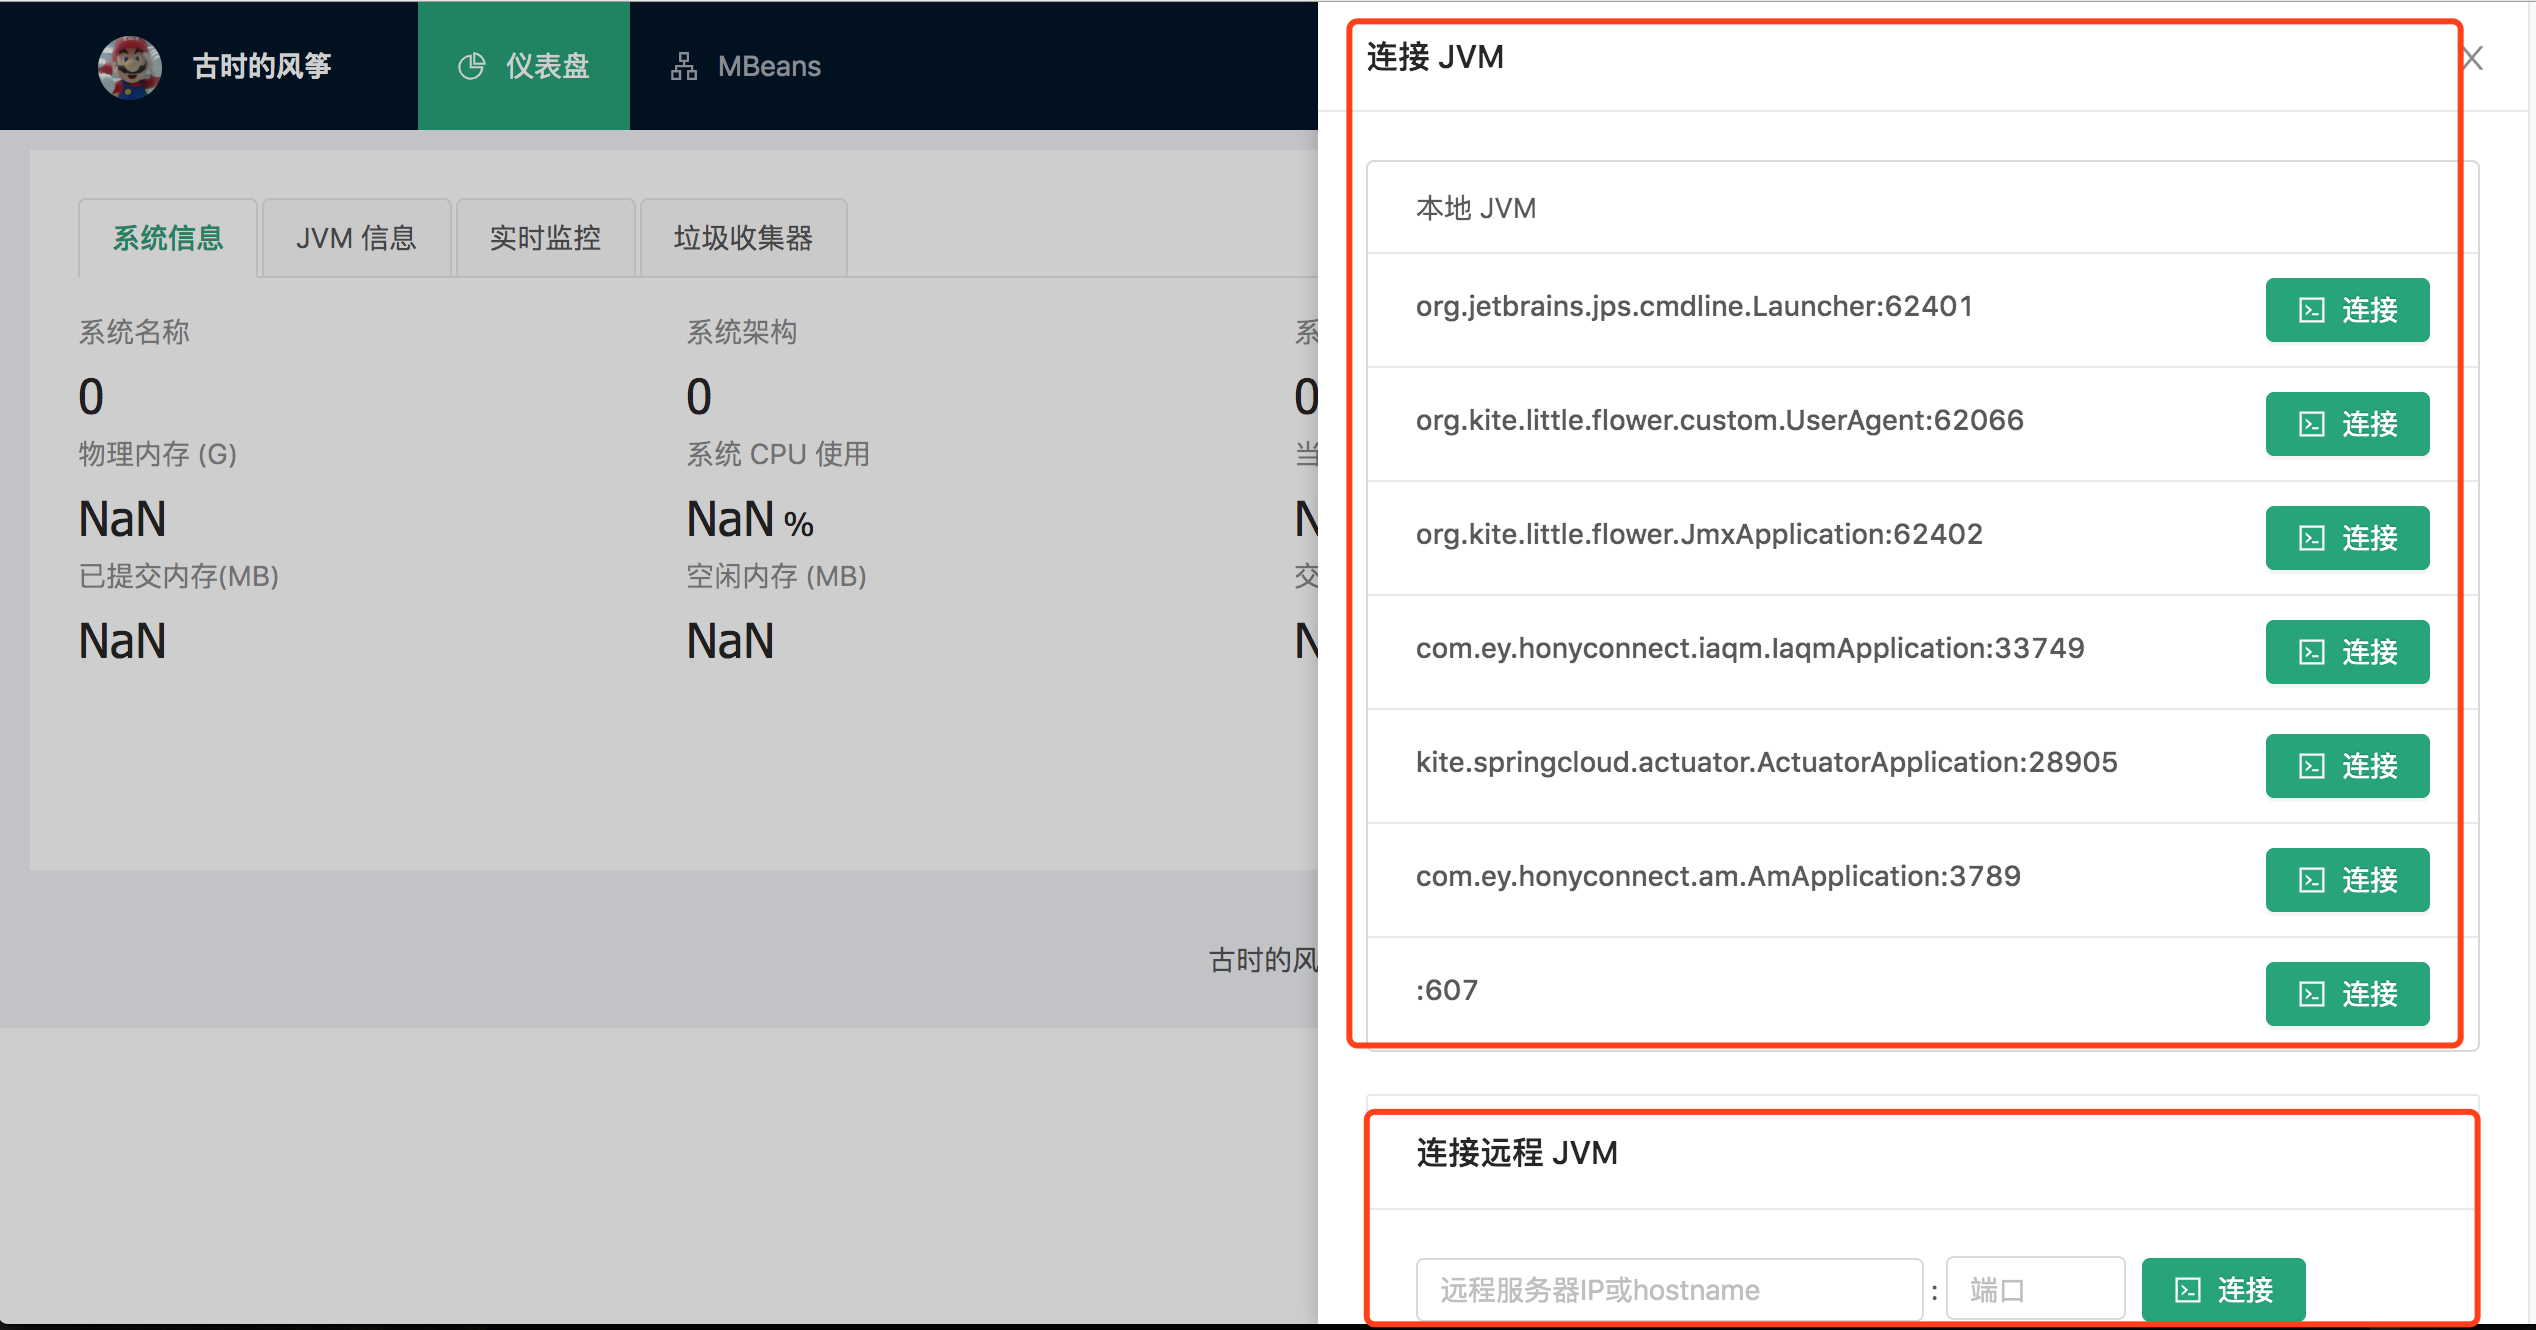 古时的风筝
仪表盘
MBeans
系统信息
JVM 信息
实时监控
垃圾收集器
系统名称
系统架构
系
0
0
0
物理内存 (G)
系统 CPU 使用
当
NaN
NaN %
N
已提交内存(MB)
空闲内存 (MB)
交
NaN
NaN
N
古时的风
连接 JVM
本地 JVM
org.jetbrains.jps.cmdline.Launcher:62401
连接
org.kite.little.flower.custom.UserAgent:62066
连接
org.kite.little.flower.JmxApplication:62402
连接
com.ey.honyconnect.iaqm.IaqmApplication:33749
连接
kite.springcloud.actuator.ActuatorApplication:28905
连接
com.ey.honyconnect.am.AmApplication:3789
连接
:607
连接
连接远程 JVM
远程服务器IP或hostname : 端口 连接